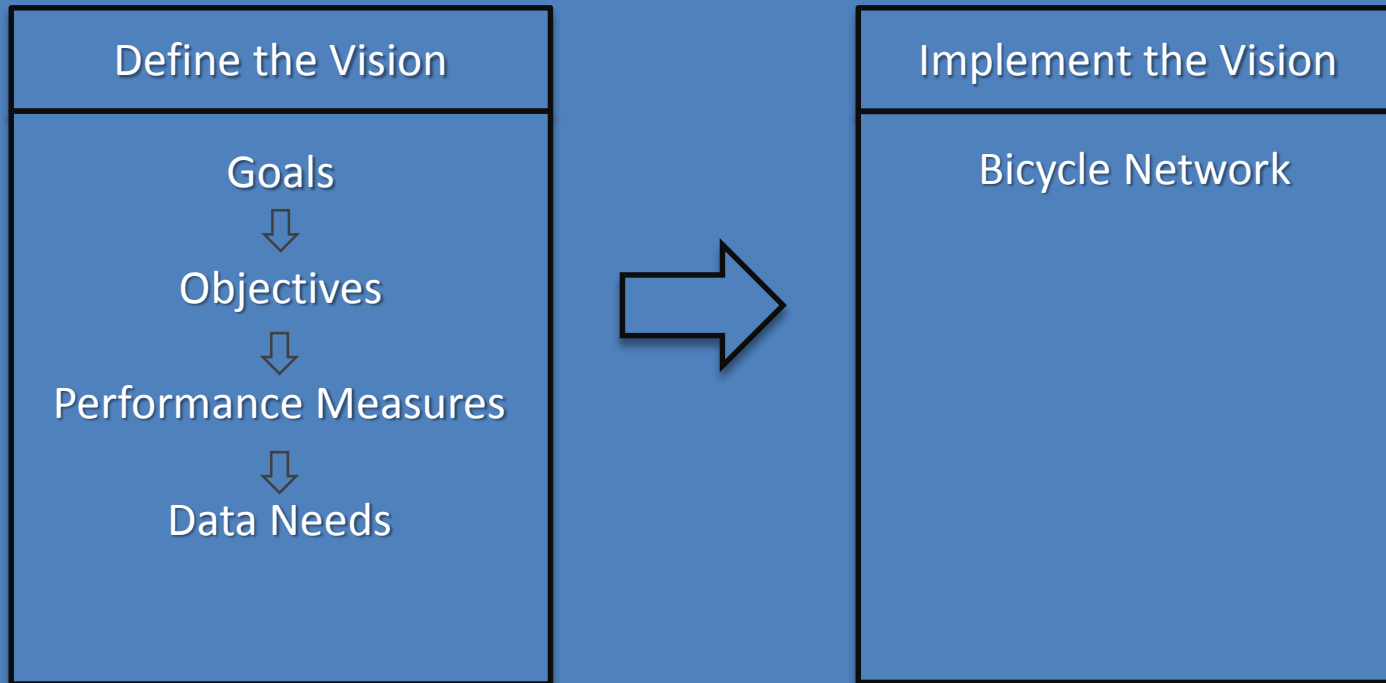 Define the Vision
Goals
Objectives
Performance Measures
Data Needs
Implement the Vision
Bicycle Network